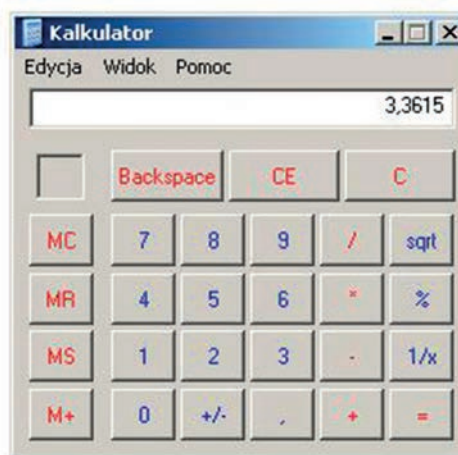 Kalkulator
Edycja Widok Pomoc
3,3615
Backspace CE C
MC 7 8 9 / sqrt
MR 4 5 6 * %
MS 1 2 3 - 1/x
M+ 0 +/- , + =